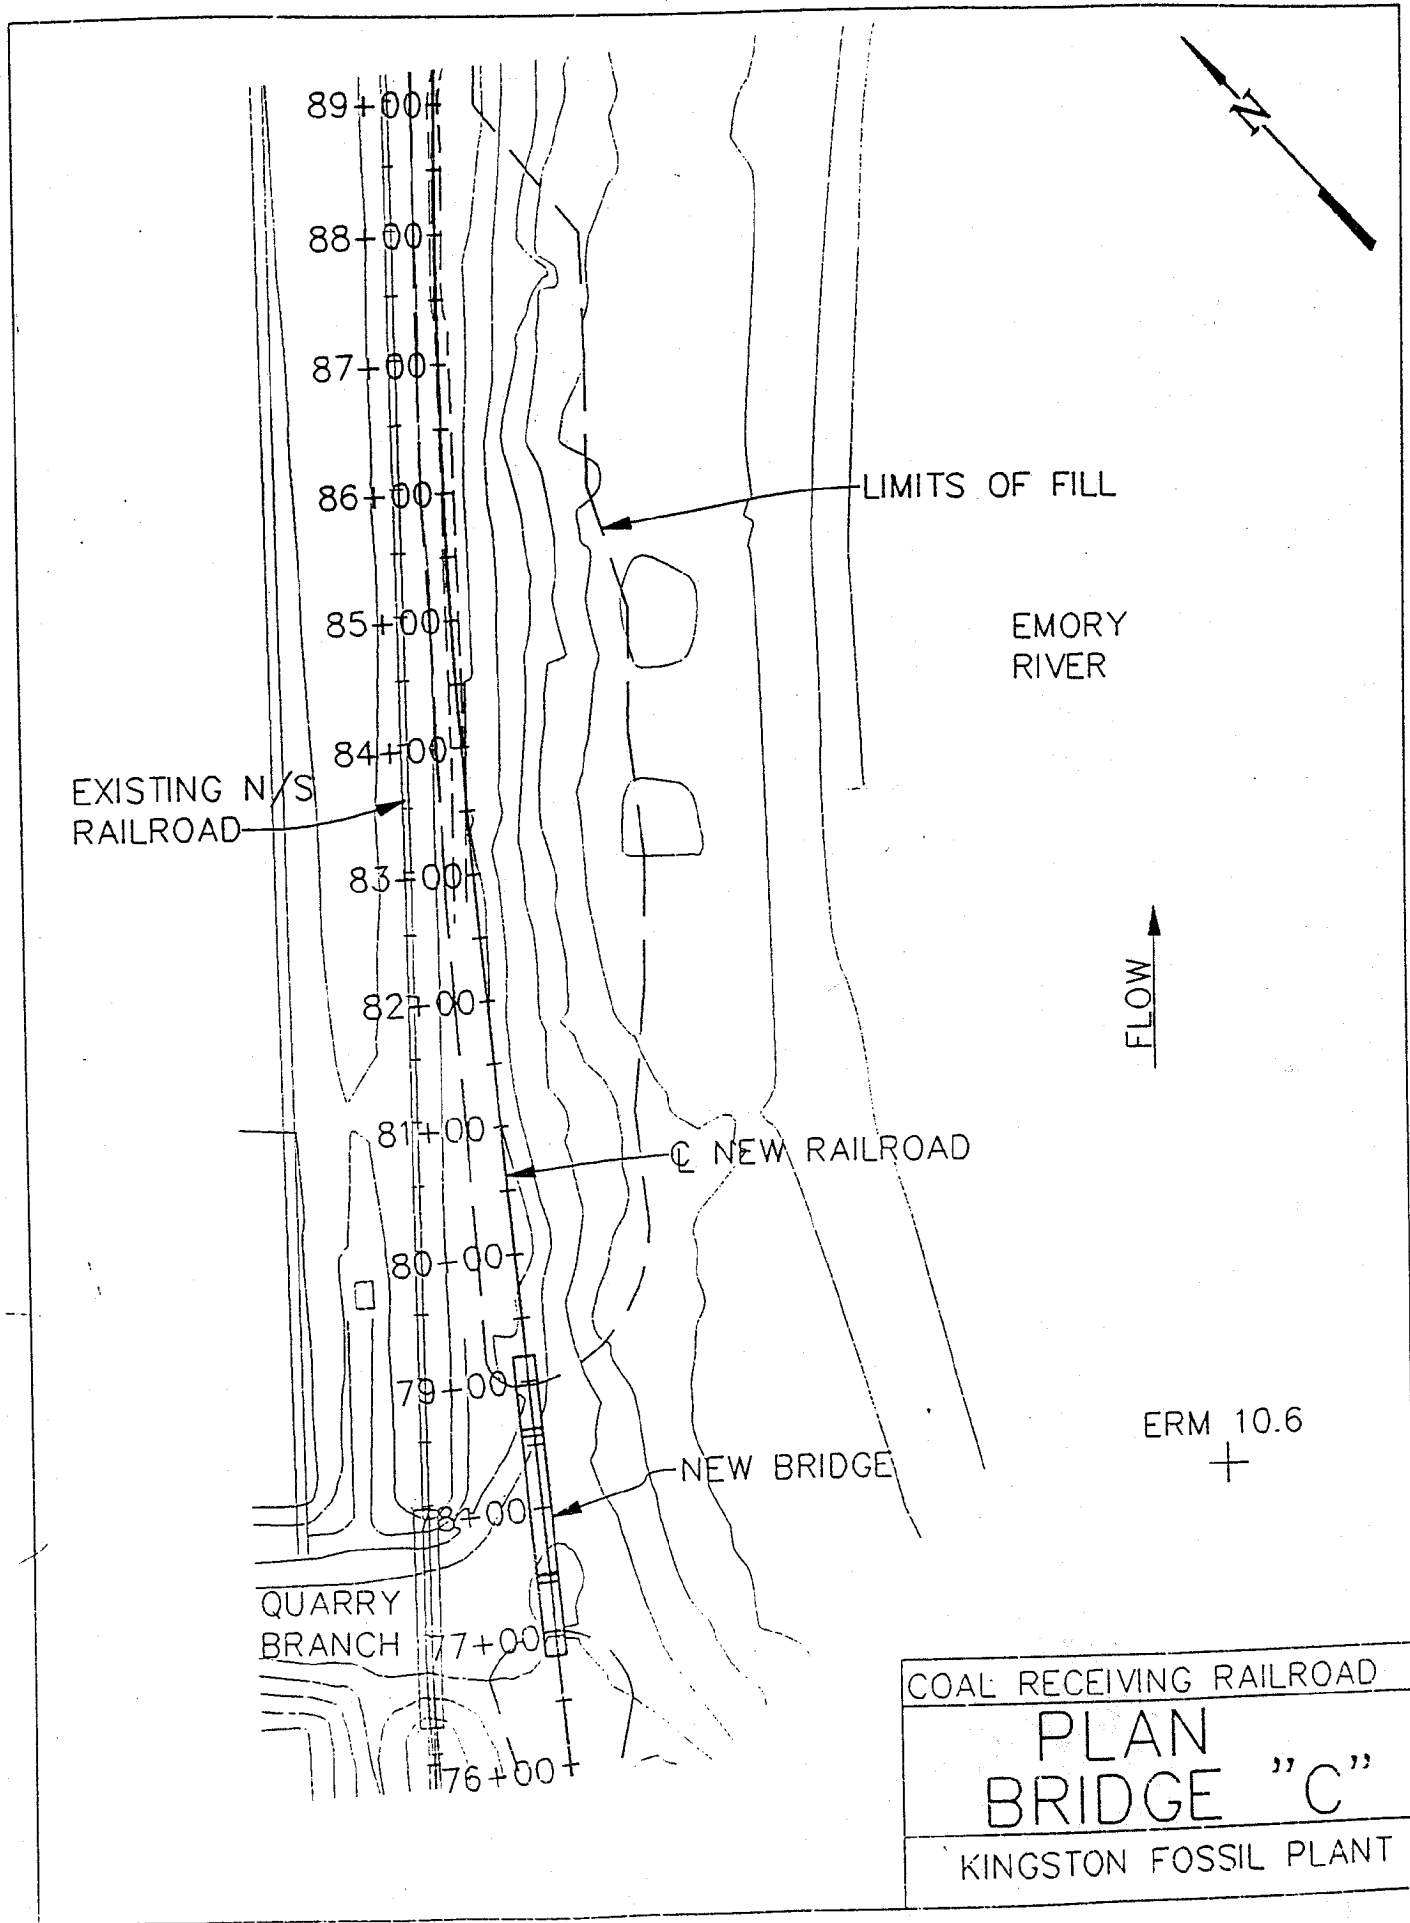 N
89+00
88+00
87+00
86+00
LIMITS OF FILL
85+00
EMORY
RIVER
84+00
EXISTING N/S
RAILROAD
83+00
FLOW
82+00
81+00
℄ NEW RAILROAD
80+00
79+00
ERM 10.6
NEW BRIDGE
78+00
QUARRY
BRANCH
77+00
76+00
COAL RECEIVING RAILROAD
PLAN
BRIDGE "C"
KINGSTON FOSSIL PLANT